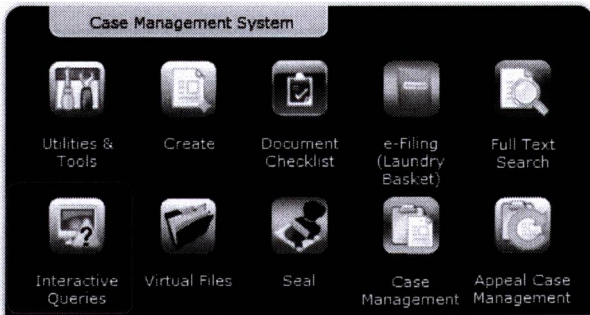 Case Management System
Utilities &
Tools
Create
Document
Checklist
e-Filing
(Laundry
Basket)
Full Text
Search
Interactive
Queries
Virtual Files
Seal
Case
Management
Appeal Case
Management